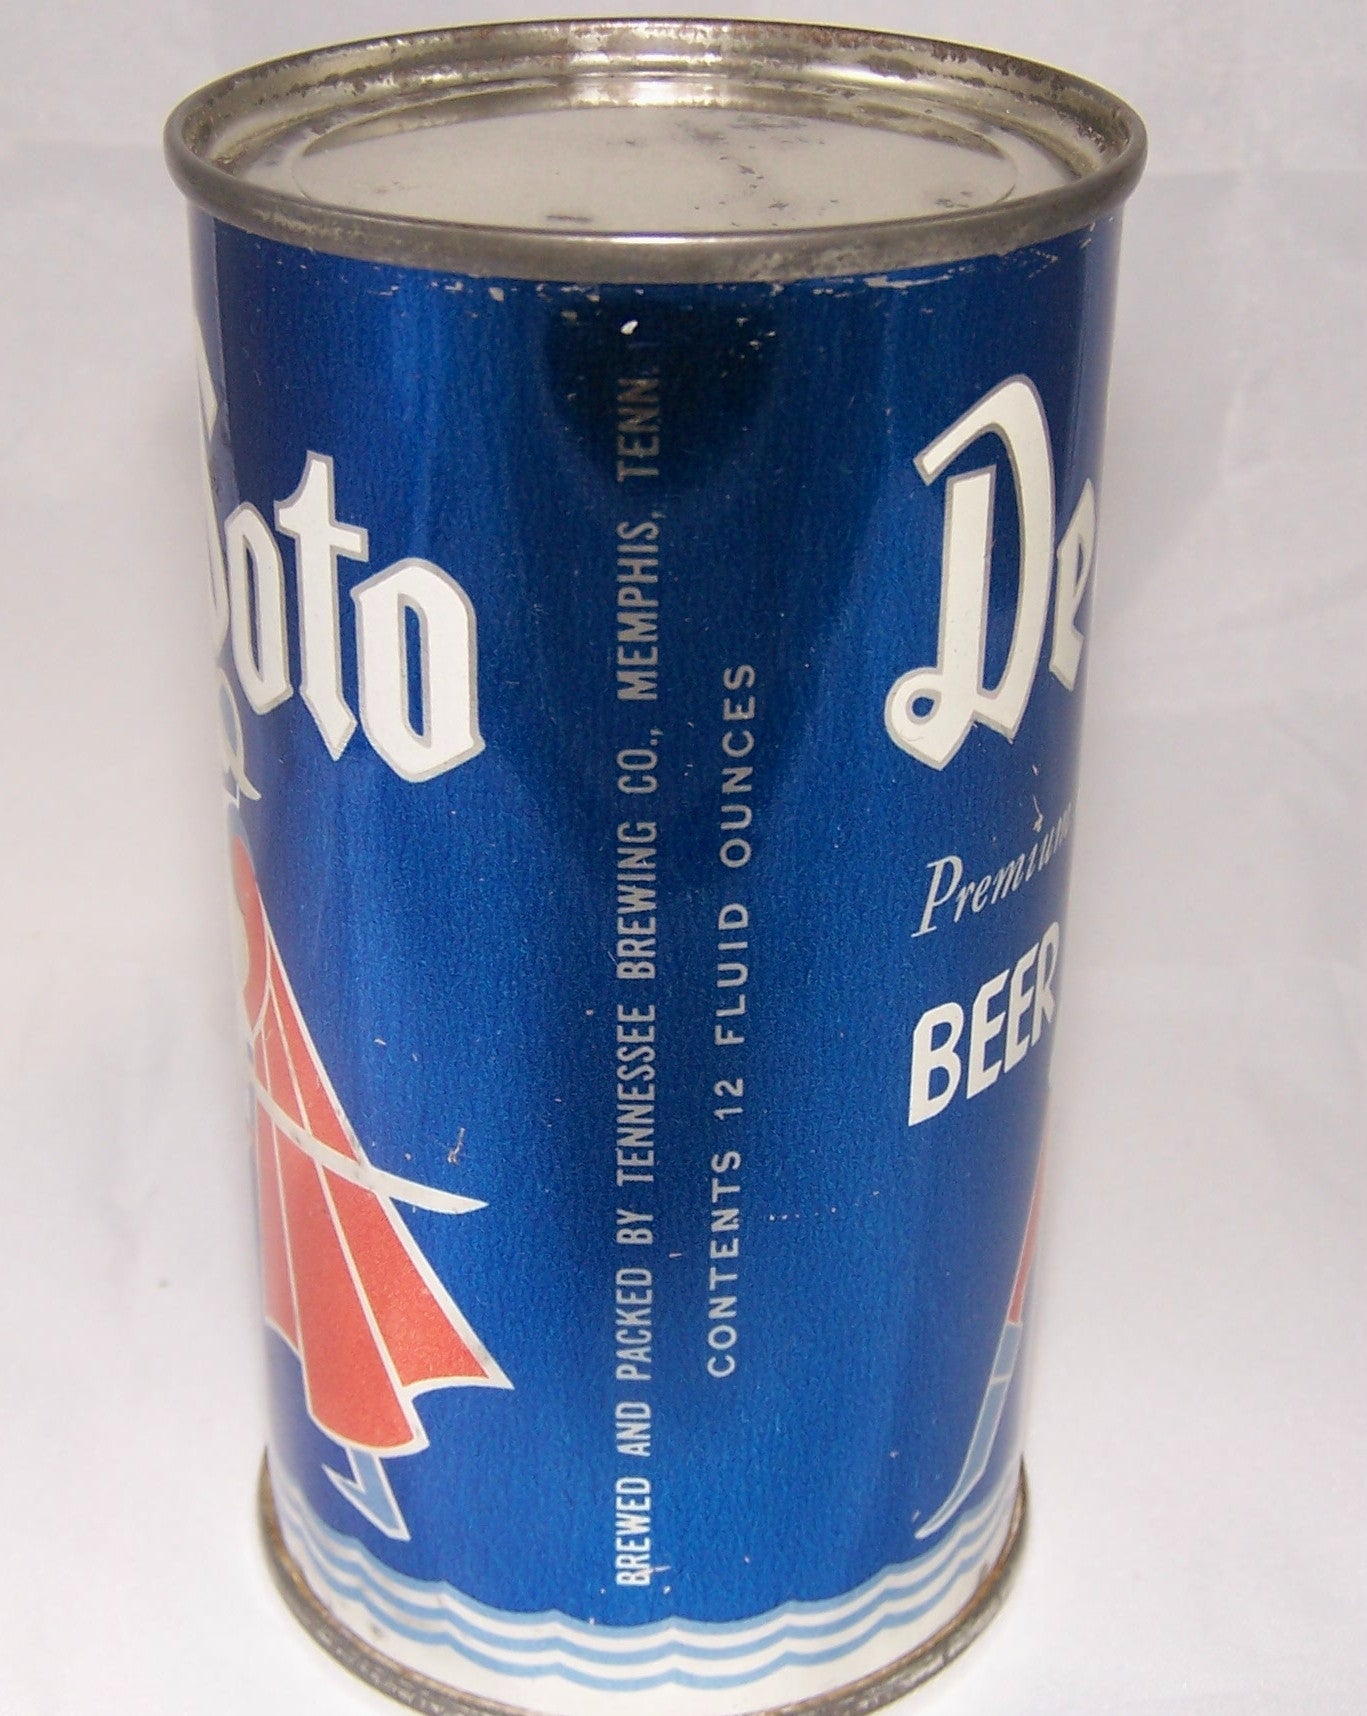 Soto
BREWED AND PACKED BY TENNESSEE BREWING CO., MEMPHIS, TENN.
CONTENTS 12 FLUID OUNCES
De
Premium
BEER